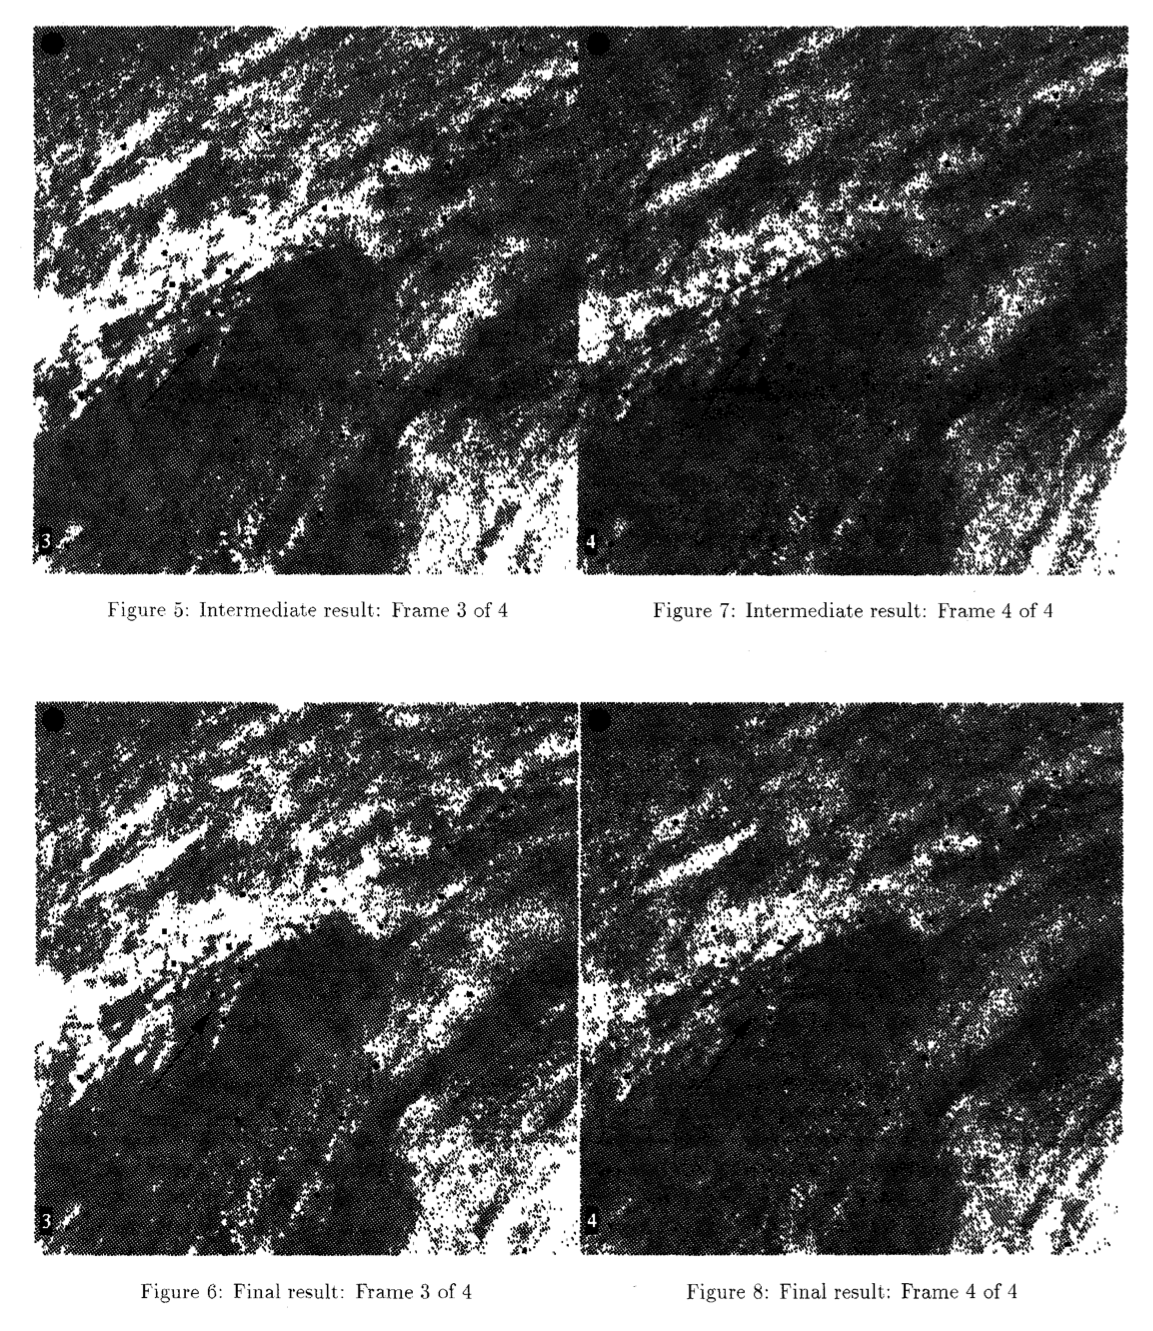 3
4
Figure 5: Intermediate result: Frame 3 of 4
Figure 7: Intermediate result: Frame 4 of 4
3
4
Figure 6: Final result: Frame 3 of 4
Figure 8: Final result: Frame 4 of 4